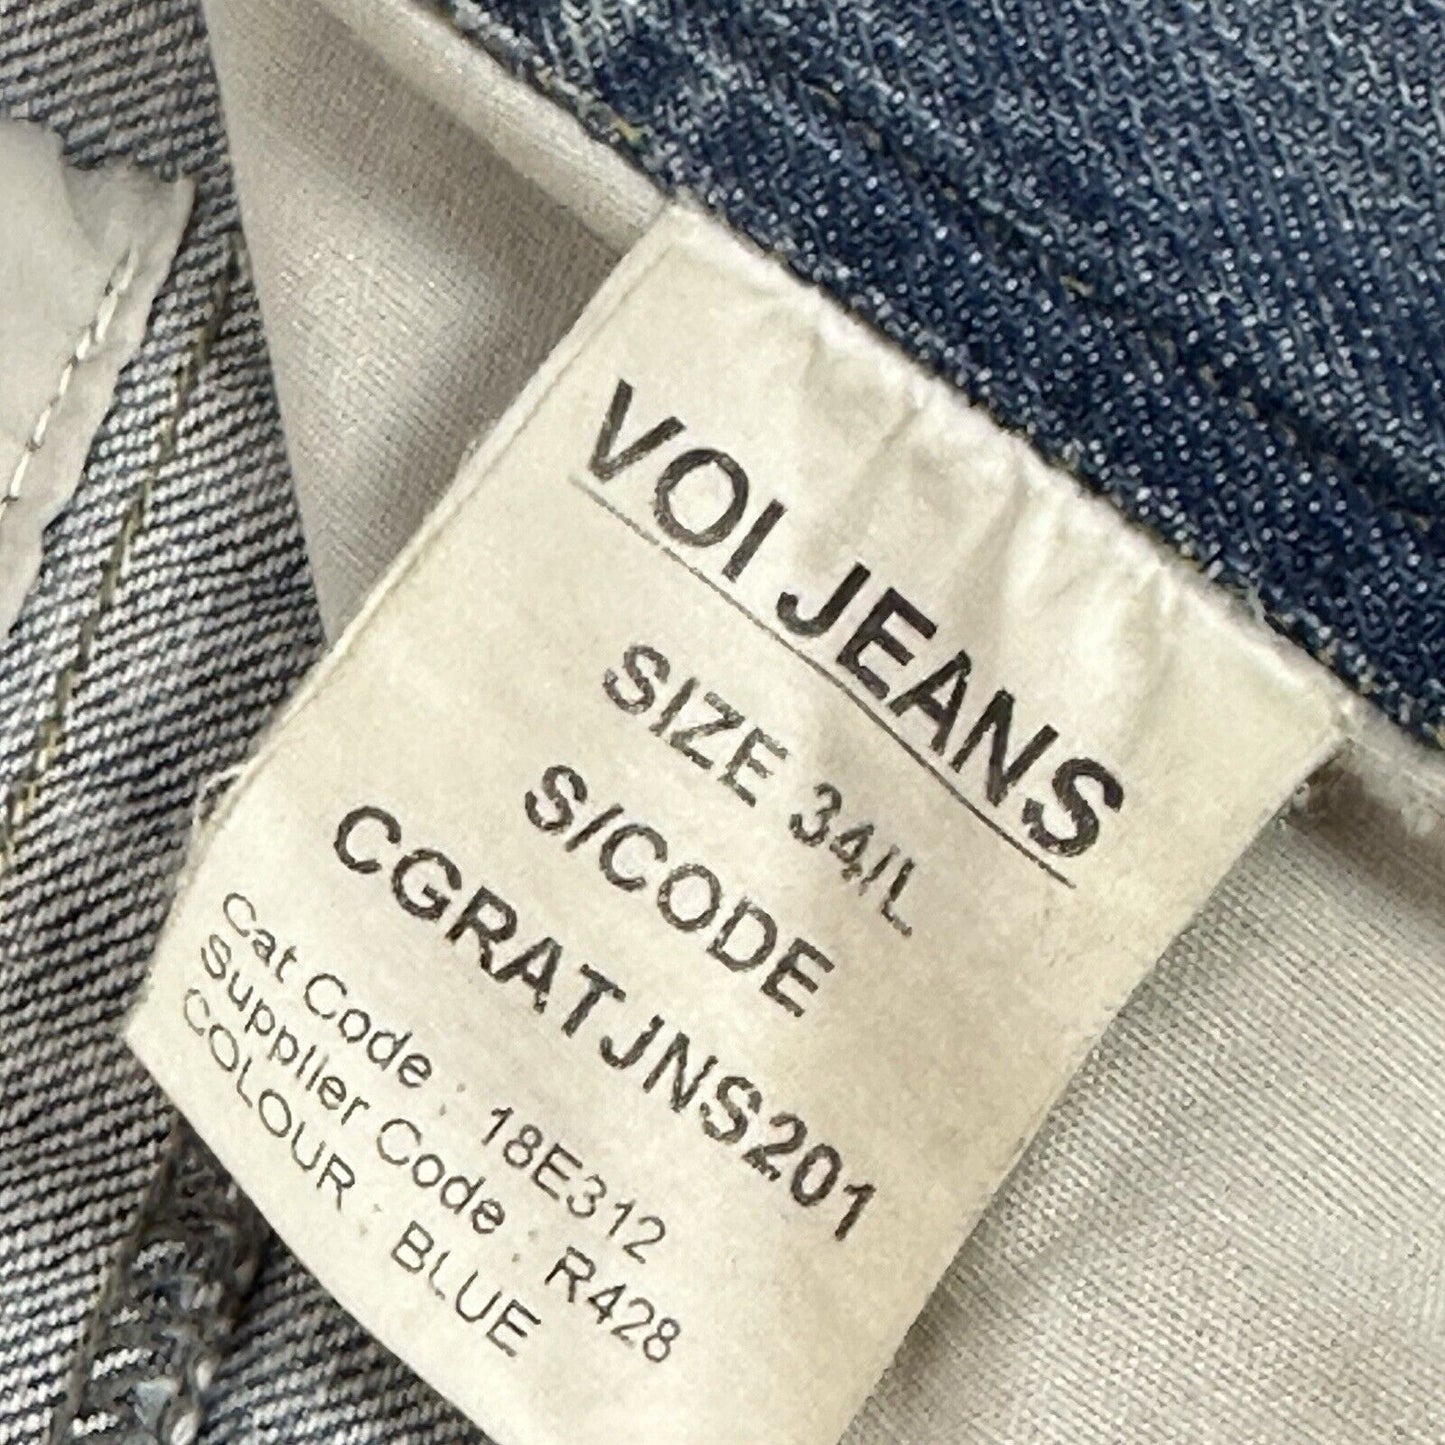 VOI JEANS
SIZE 34/L
S/CODE
CGRATJNS201
Cat Code : 18E312
Supplier Code : R428
COLOUR : BLUE